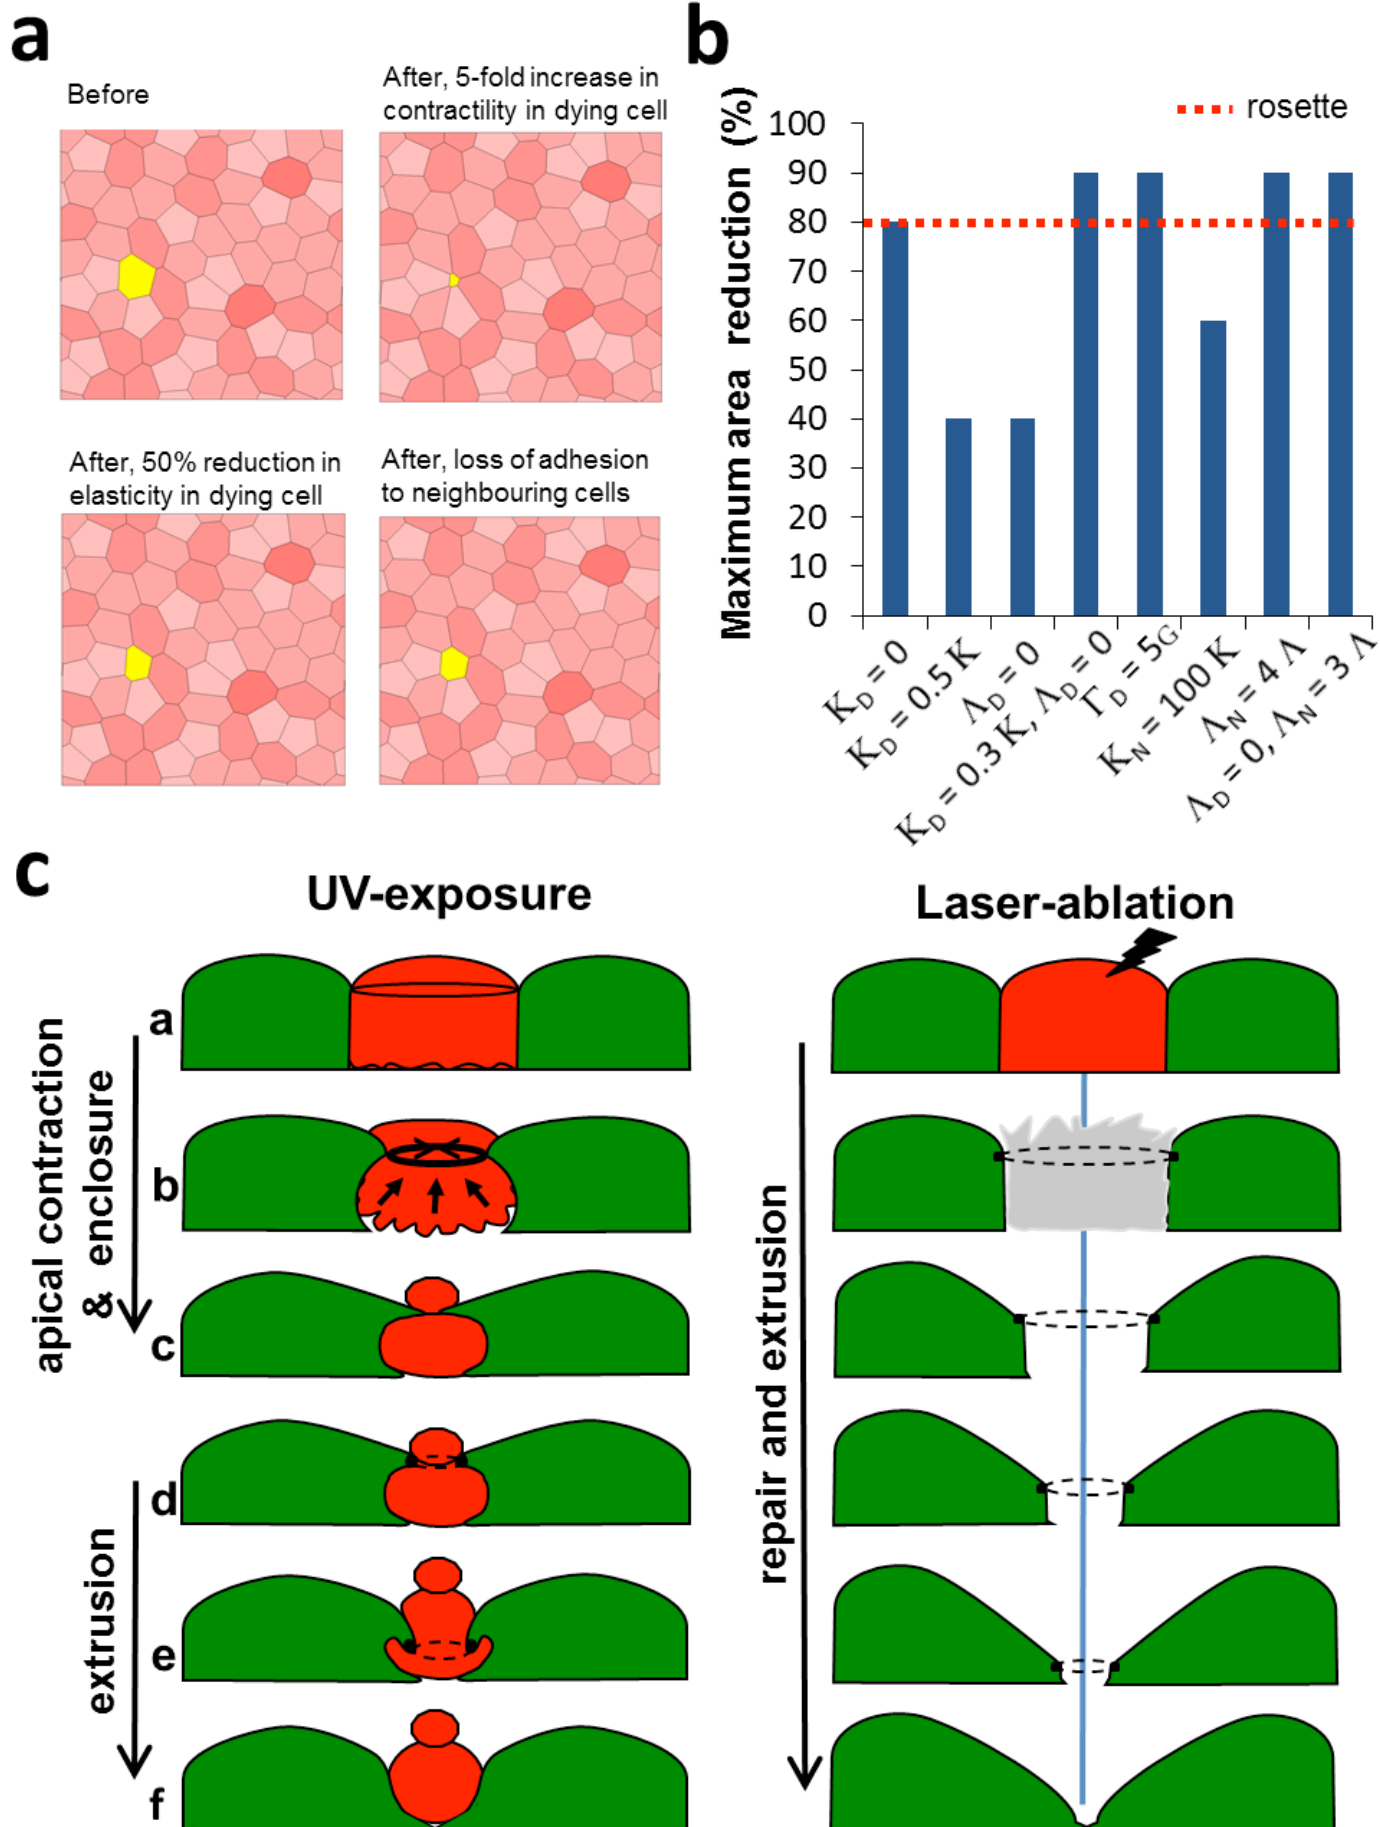 a
Before
After, 5-fold increase in
contractility in dying cell
After, 50% reduction in
elasticity in dying cell
After, loss of adhesion
to neighbouring cells
b
rosette
Maximum area reduction (%)
100
90
80
70
60
50
40
30
20
10
0
K_D = 0
K_D = 0.5 K
Λ_D = 0
K_D = 0.3 K, Λ_D = 0
Γ_D = 5G
K_N = 100 K
Λ_N = 4 Λ
Λ_D = 0, Λ_N = 3 Λ
c
UV-exposure
apical contraction
& enclosure
extrusion
a
b
c
d
e
f
Laser-ablation
repair and extrusion